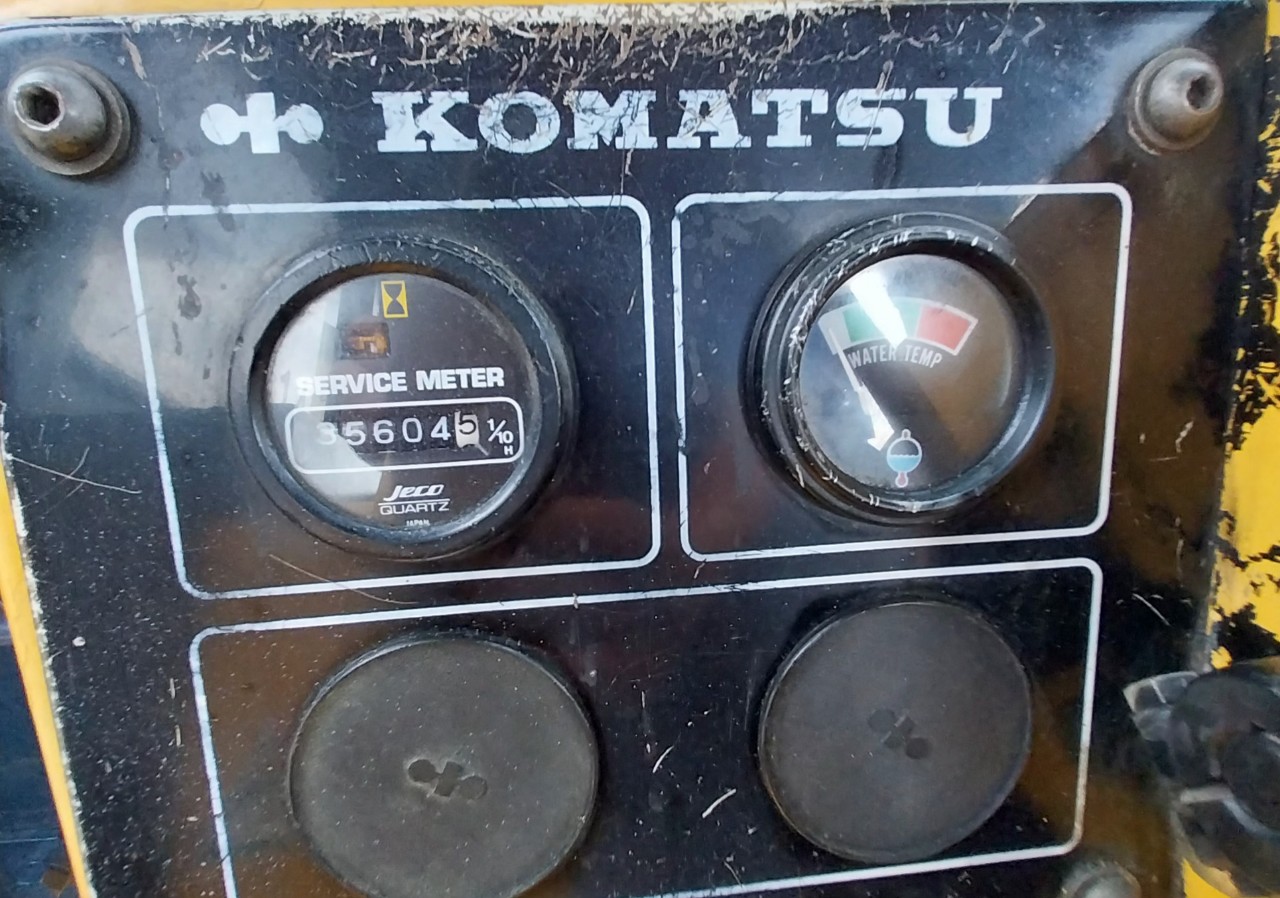 KOMATSU
SERVICE METER
356045 1/10 H
Jeco
QUARTZ
JAPAN
WATER TEMP